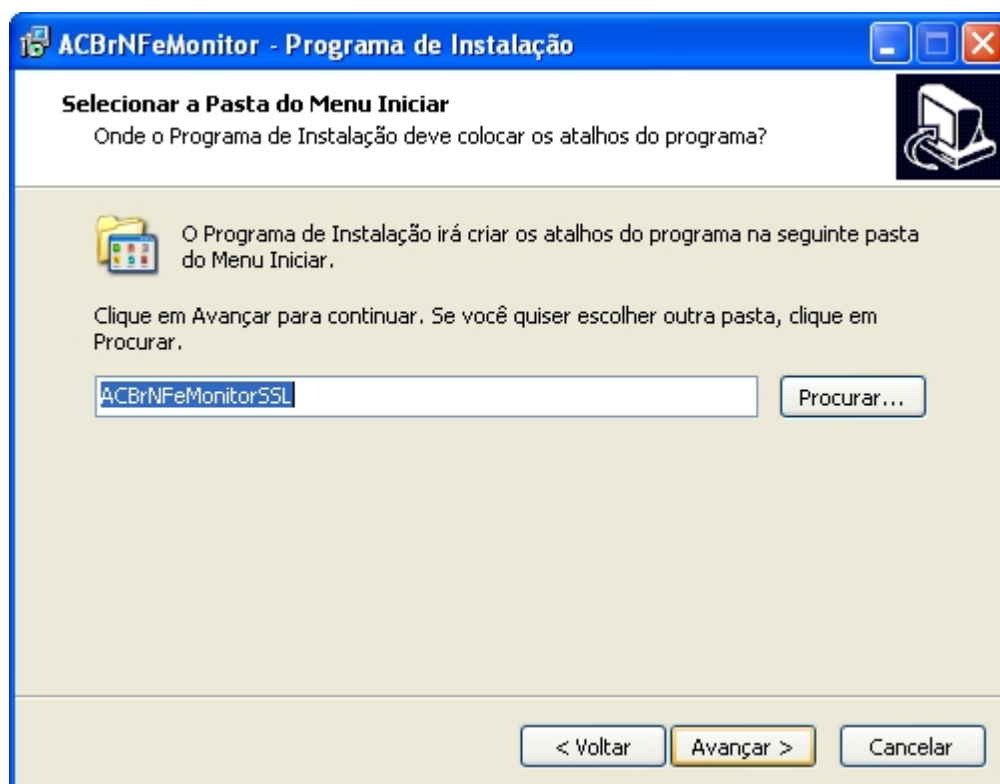 ACBrNFeMonitor - Programa de Instalação
Selecionar a Pasta do Menu Iniciar
Onde o Programa de Instalação deve colocar os atalhos do programa?
O Programa de Instalação irá criar os atalhos do programa na seguinte pasta
do Menu Iniciar.
Clique em Avançar para continuar. Se você quiser escolher outra pasta, clique em
Procurar.
ACBrNFeMonitorSSL
Procurar...
< Voltar
Avançar >
Cancelar